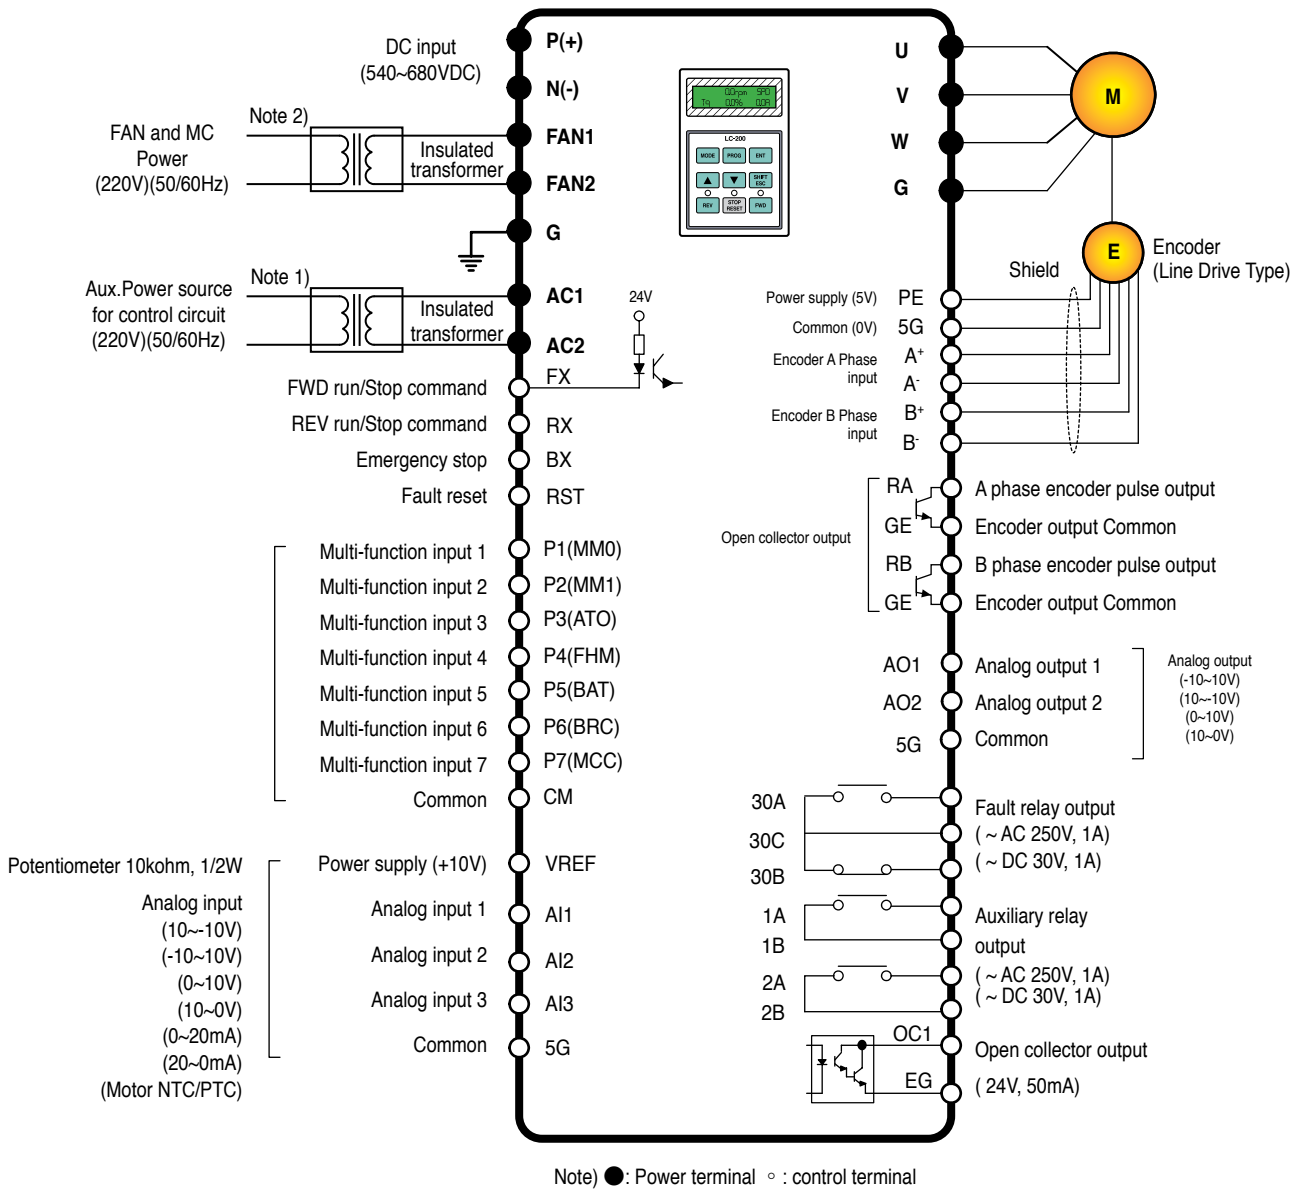 DC input
(540~680VDC)
P(+)
N(-)
Note 2)
FAN and MC
Power
(220V)(50/60Hz)
Insulated
transformer
FAN1
FAN2
G
Note 1)
Aux.Power source
for control circuit
(220V)(50/60Hz)
Insulated
transformer
AC1
AC2
24V
FWD run/Stop command
FX
REV run/Stop command
RX
Emergency stop
BX
Fault reset
RST
Multi-function input 1
P1(MM0)
Multi-function input 2
P2(MM1)
Multi-function input 3
P3(ATO)
Multi-function input 4
P4(FHM)
Multi-function input 5
P5(BAT)
Multi-function input 6
P6(BRC)
Multi-function input 7
P7(MCC)
Common
CM
Potentiometer 10kohm, 1/2W
Analog input
(10~-10V)
(-10~10V)
(0~10V)
(10~0V)
(0~20mA)
(20~0mA)
(Motor NTC/PTC)
Power supply (+10V)
VREF
Analog input 1
AI1
Analog input 2
AI2
Analog input 3
AI3
Common
5G
0.0rpm SPD
Tq 0.0% 0.0A
LC-200
MODE PROG ENT
SHIFT
ESC
REV
STOP
RESET
FWD
U
V
W
G
M
E
Encoder
(Line Drive Type)
Shield
Power supply (5V)
PE
Common (0V)
5G
Encoder A Phase
input
A+
A-
Encoder B Phase
input
B+
B-
Open collector output
RA
A phase encoder pulse output
GE
Encoder output Common
RB
B phase encoder pulse output
GE
Encoder output Common
AO1
Analog output 1
AO2
Analog output 2
5G
Common
Analog output
(-10~10V)
(10~-10V)
(0~10V)
(10~0V)
30A
30C
30B
Fault relay output
( ~ AC 250V, 1A)
( ~ DC 30V, 1A)
1A
1B
2A
2B
Auxiliary relay
output
( ~ AC 250V, 1A)
( ~ DC 30V, 1A)
OC1
EG
Open collector output
( 24V, 50mA)
Note) ●: Power terminal ○ : control terminal